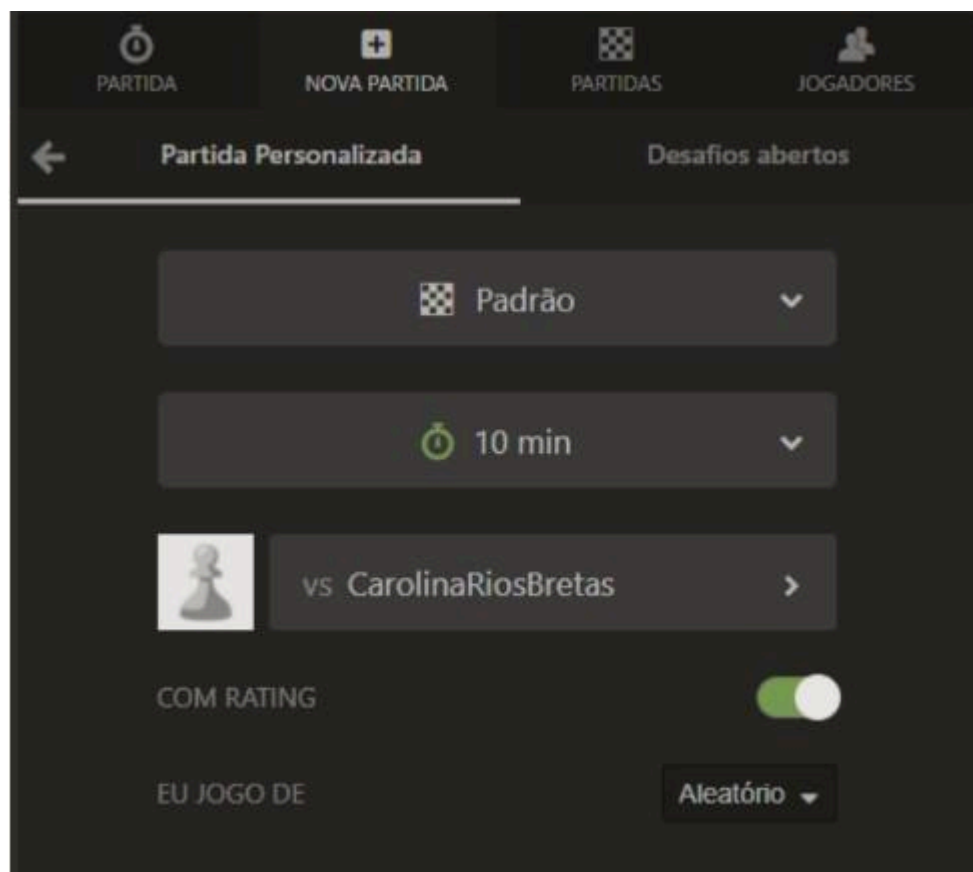 PARTIDA
NOVA PARTIDA
PARTIDAS
JOGADORES
Partida Personalizada
Desafios abertos
Padrão
10 min
vs CarolinaRiosBretas
COM RATING
EU JOGO DE
Aleatório